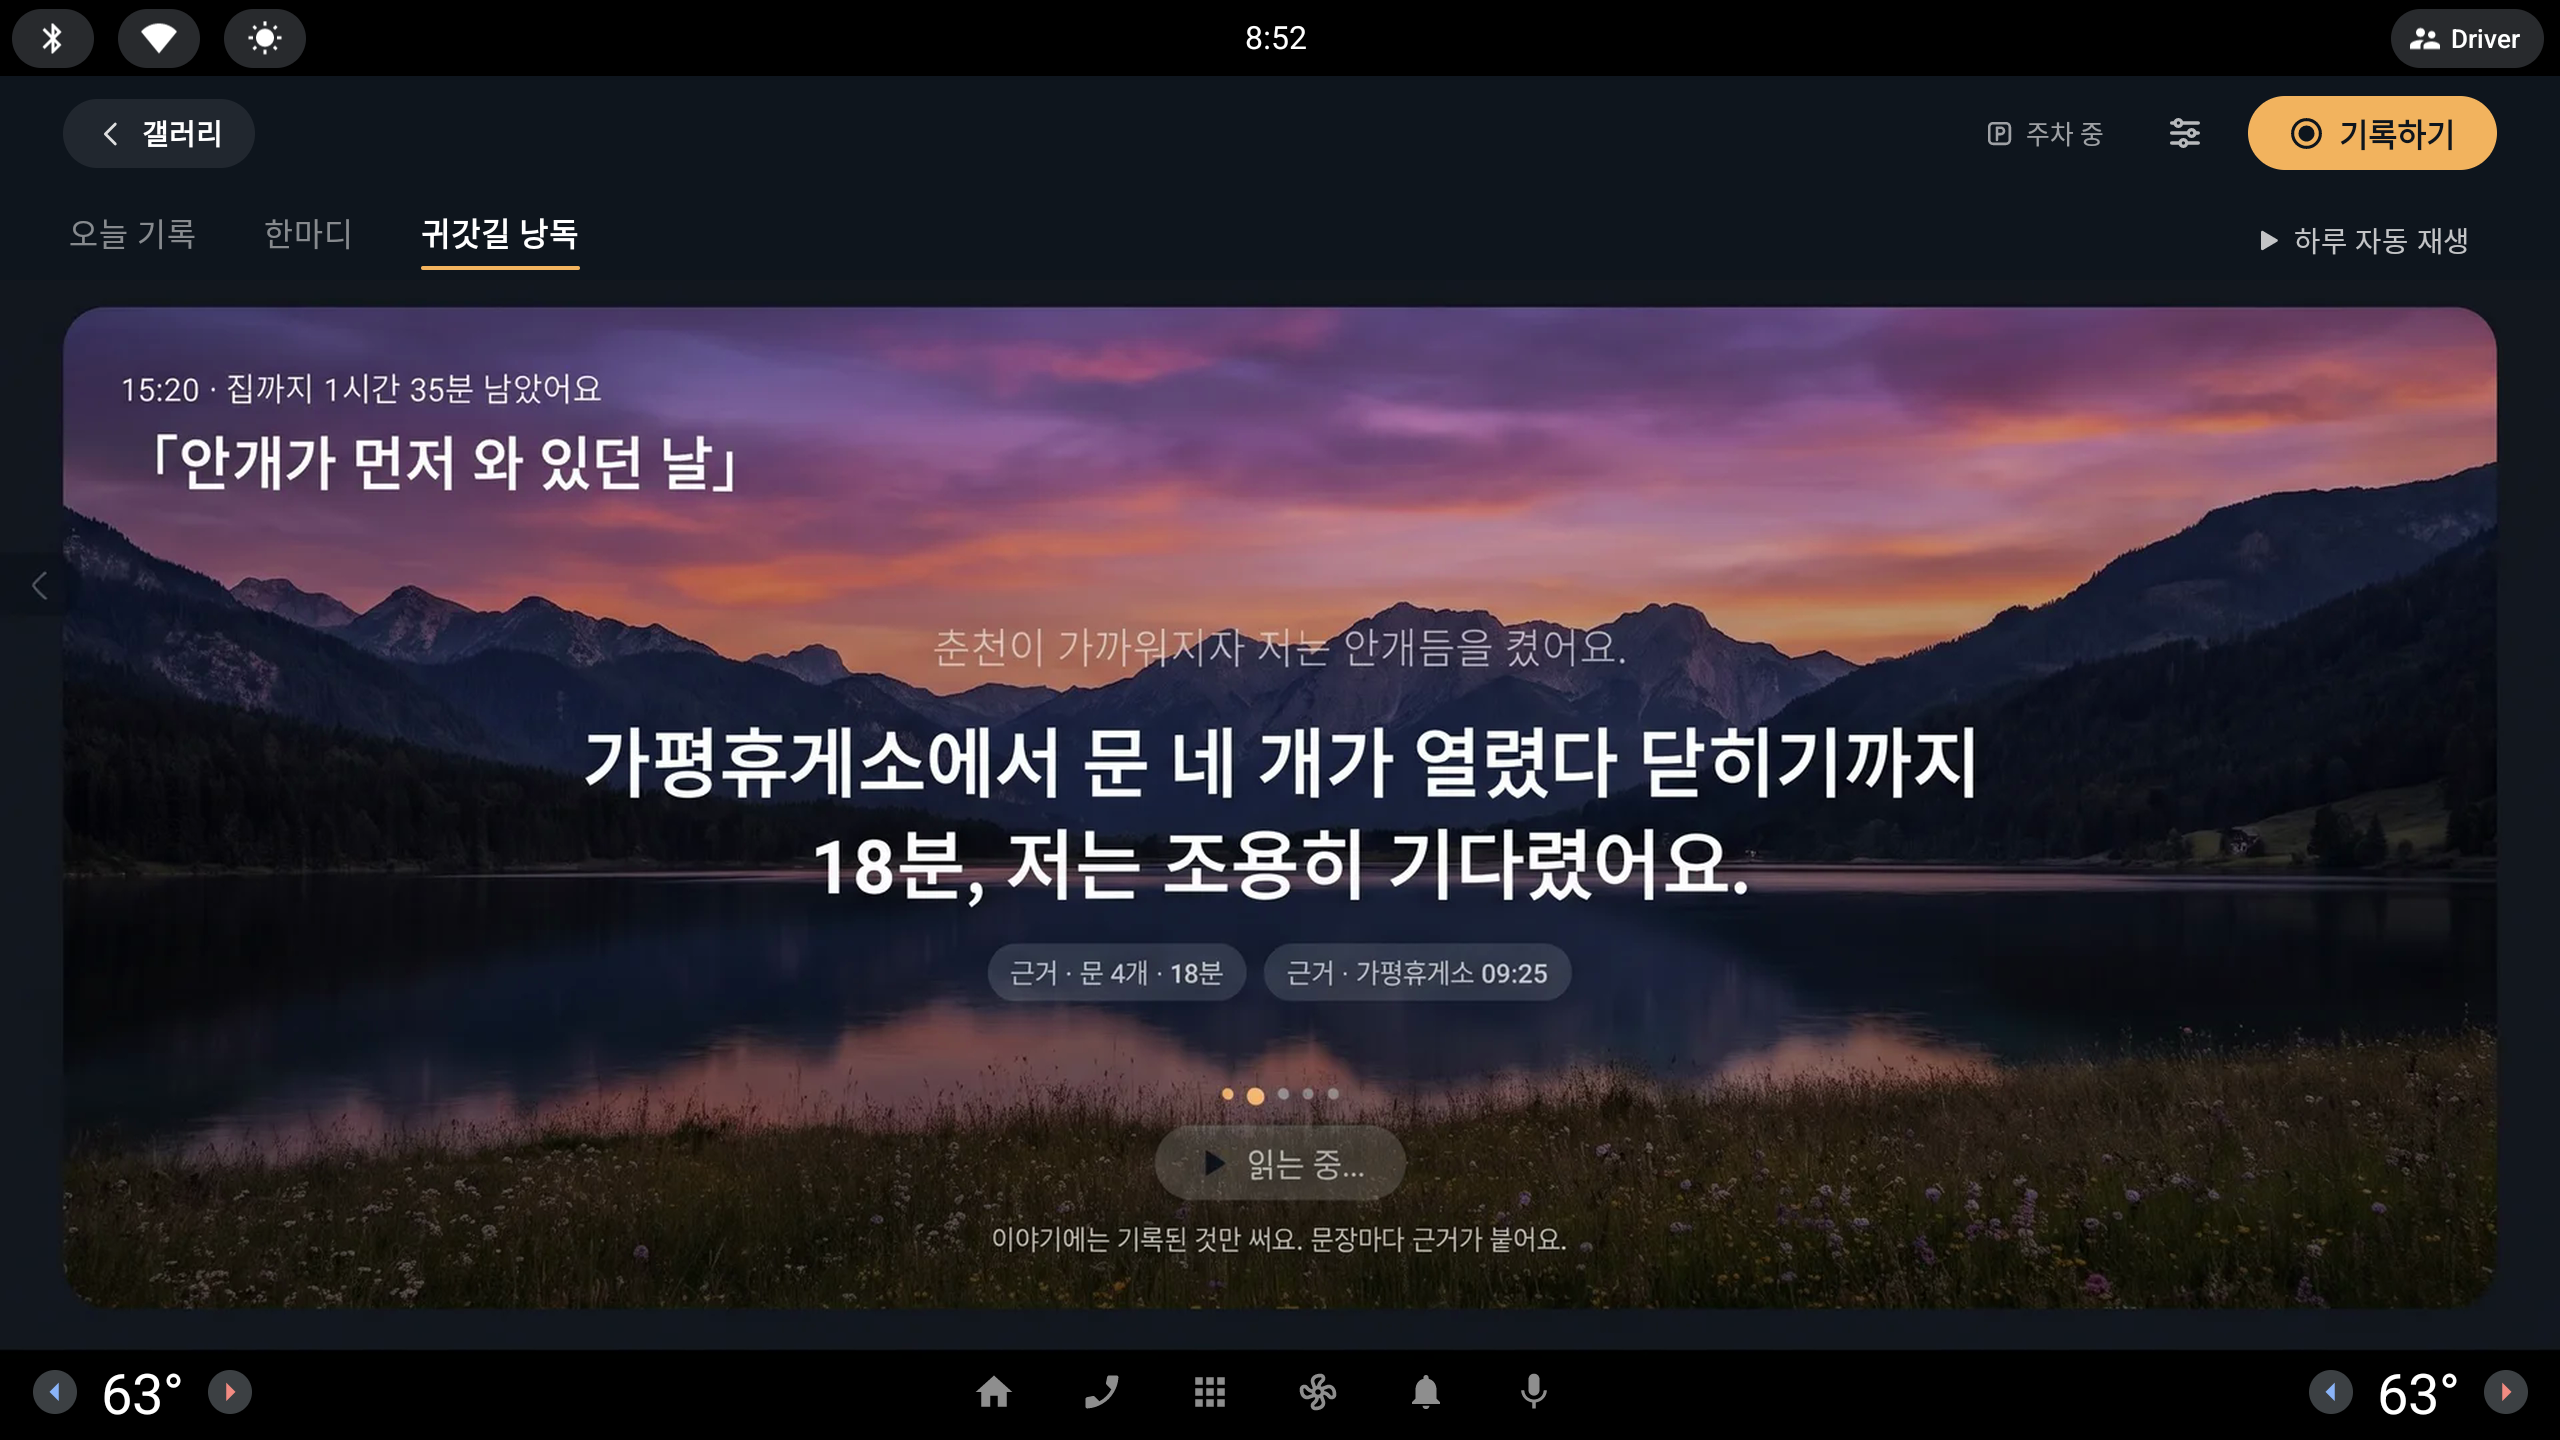 8:52
Driver
갤러리
주차 중
기록하기
오늘 기록
한마디
귀갓길 낭독
하루 자동 재생
15:20 · 집까지 1시간 35분 남았어요
「안개가 먼저 와 있던 날」
춘천이 가까워지자 저는 안개등을 켰어요.
가평휴게소에서 문 네 개가 열렸다 닫히기까지
18분, 저는 조용히 기다렸어요.
근거 · 문 4개 · 18분
근거 · 가평휴게소 09:25
읽는 중...
이야기에는 기록된 것만 써요. 문장마다 근거가 붙어요.
63°
63°